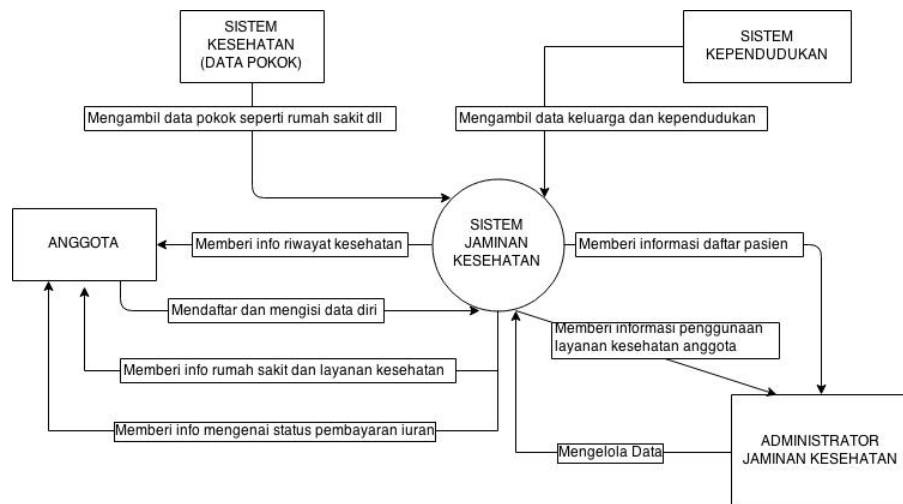 SISTEM
KESEHATAN
(DATA POKOK)
SISTEM
KEPENDUDUKAN
Mengambil data pokok seperti rumah sakit dll
Mengambil data keluarga dan kependudukan
ANGGOTA
Memberi info riwayat kesehatan
SISTEM
JAMINAN
KESEHATAN
Memberi informasi daftar pasien
Mendaftar dan mengisi data diri
Memberi informasi penggunaan
layanan kesehatan anggota
Memberi info rumah sakit dan layanan kesehatan
Memberi info mengenai status pembayaran iuran
Mengelola Data
ADMINISTRATOR
JAMINAN KESEHATAN